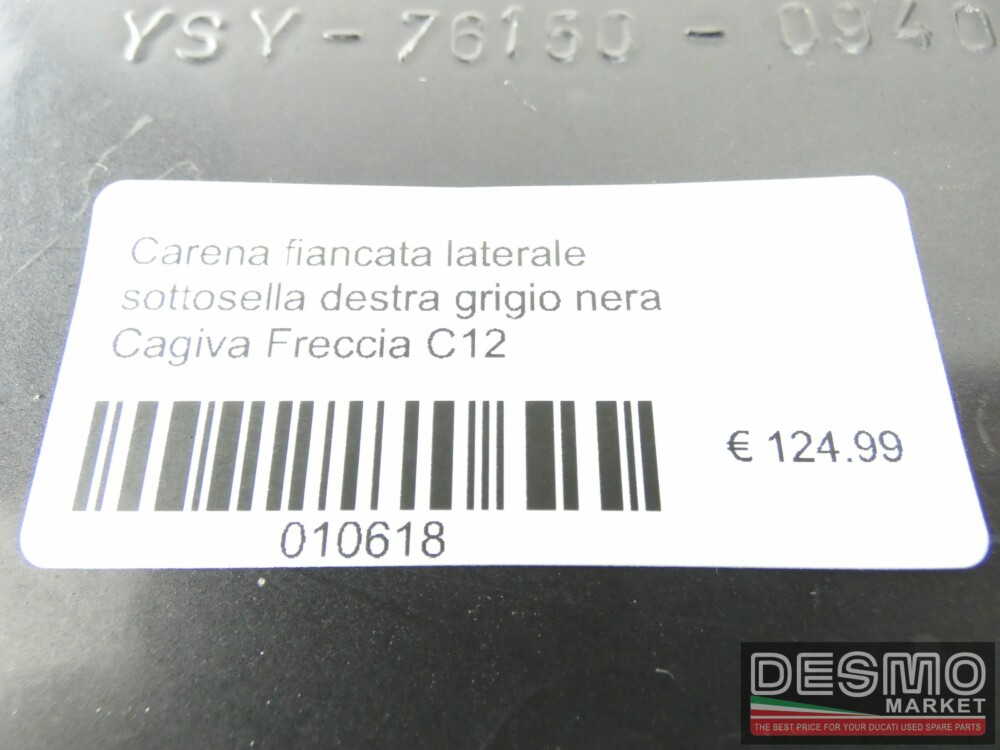 YSY-76150-0940
Carena fiancata laterale
sottosella destra grigio nera
Cagiva Freccia C12
€ 124.99
010618
DESMO
MARKET
THE BEST PRICE FOR YOUR DUCATI USED SPARE PARTS